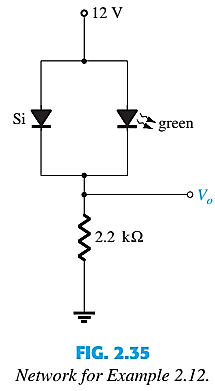 12 V
Si
green
Vo
2.2 kΩ
FIG. 2.35
Network for Example 2.12.